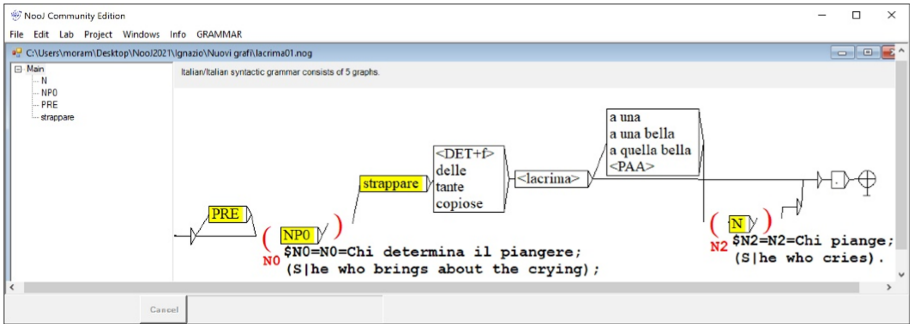 NooJ Community Edition
File Edit Lab Project Windows Info GRAMMAR
C:\Users\moram\Desktop\NooJ2021\Ignazio\Nuovi grafi\lacrima01.nog
Main
N
NP0
PRE
strappare
Italian/Italian syntactic grammar consists of 5 graphs.
PRE
( NP0 )
N0
$N0=N0=Chi determina il piangere;
(S|he who brings about the crying);
strappare
<DET+f>
delle
tante
copiose
<lacrima>
a una
a una bella
a quella bella
<PAA>
( N )
N2
$N2=N2=Chi piange;
(S|he who cries).
.
Cancel